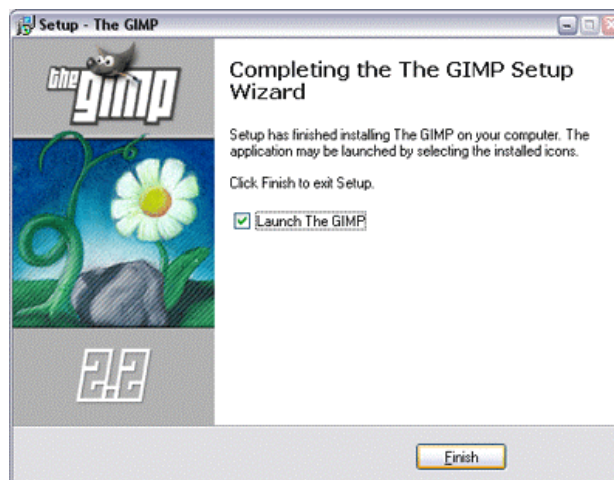 Setup - The GIMP
the gimp
Completing the The GIMP Setup
Wizard
Setup has finished installing The GIMP on your computer. The
application may be launched by selecting the installed icons.
Click Finish to exit Setup.
Launch The GIMP
2.2
Finish